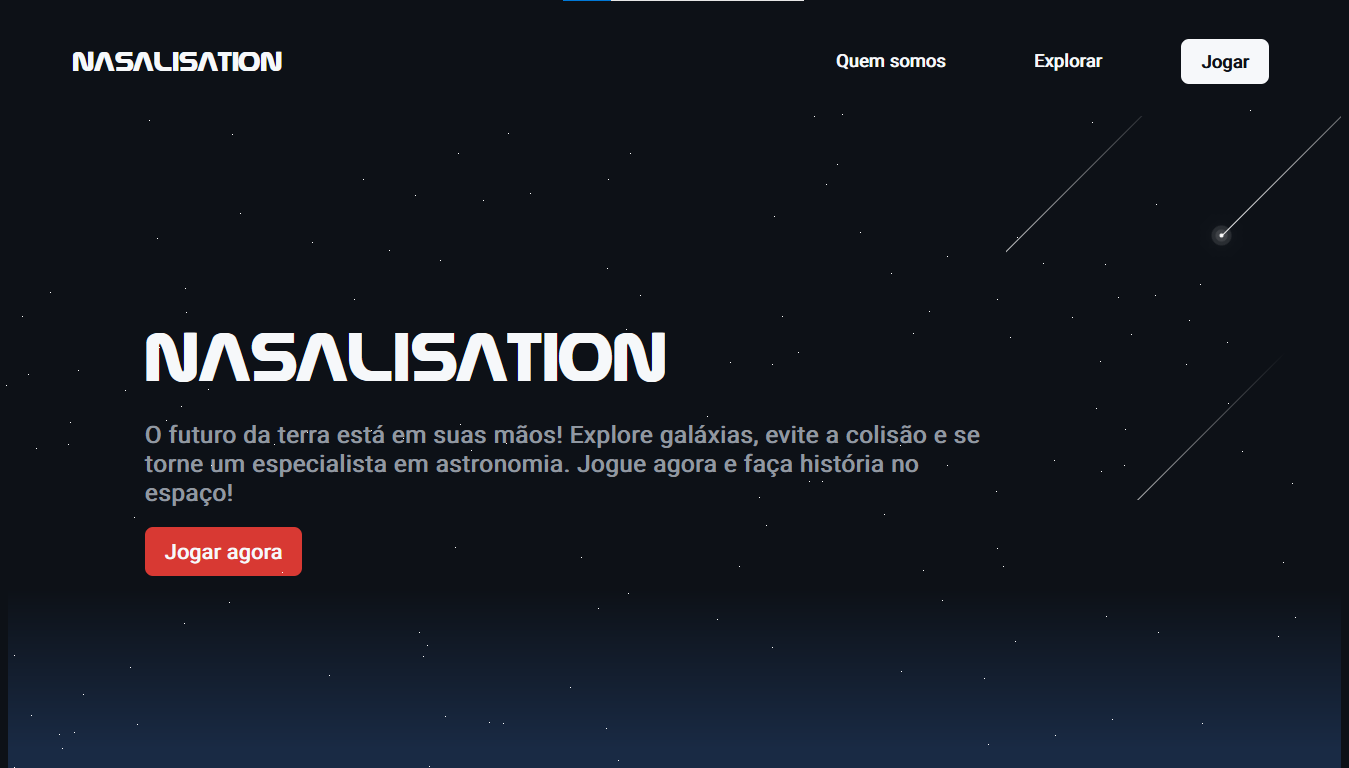 NASALISATION
Quem somos
Explorar
Jogar
NASALISATION
O futuro da terra está em suas mãos! Explore galáxias, evite a colisão e se
torne um especialista em astronomia. Jogue agora e faça história no
espaço!
Jogar agora